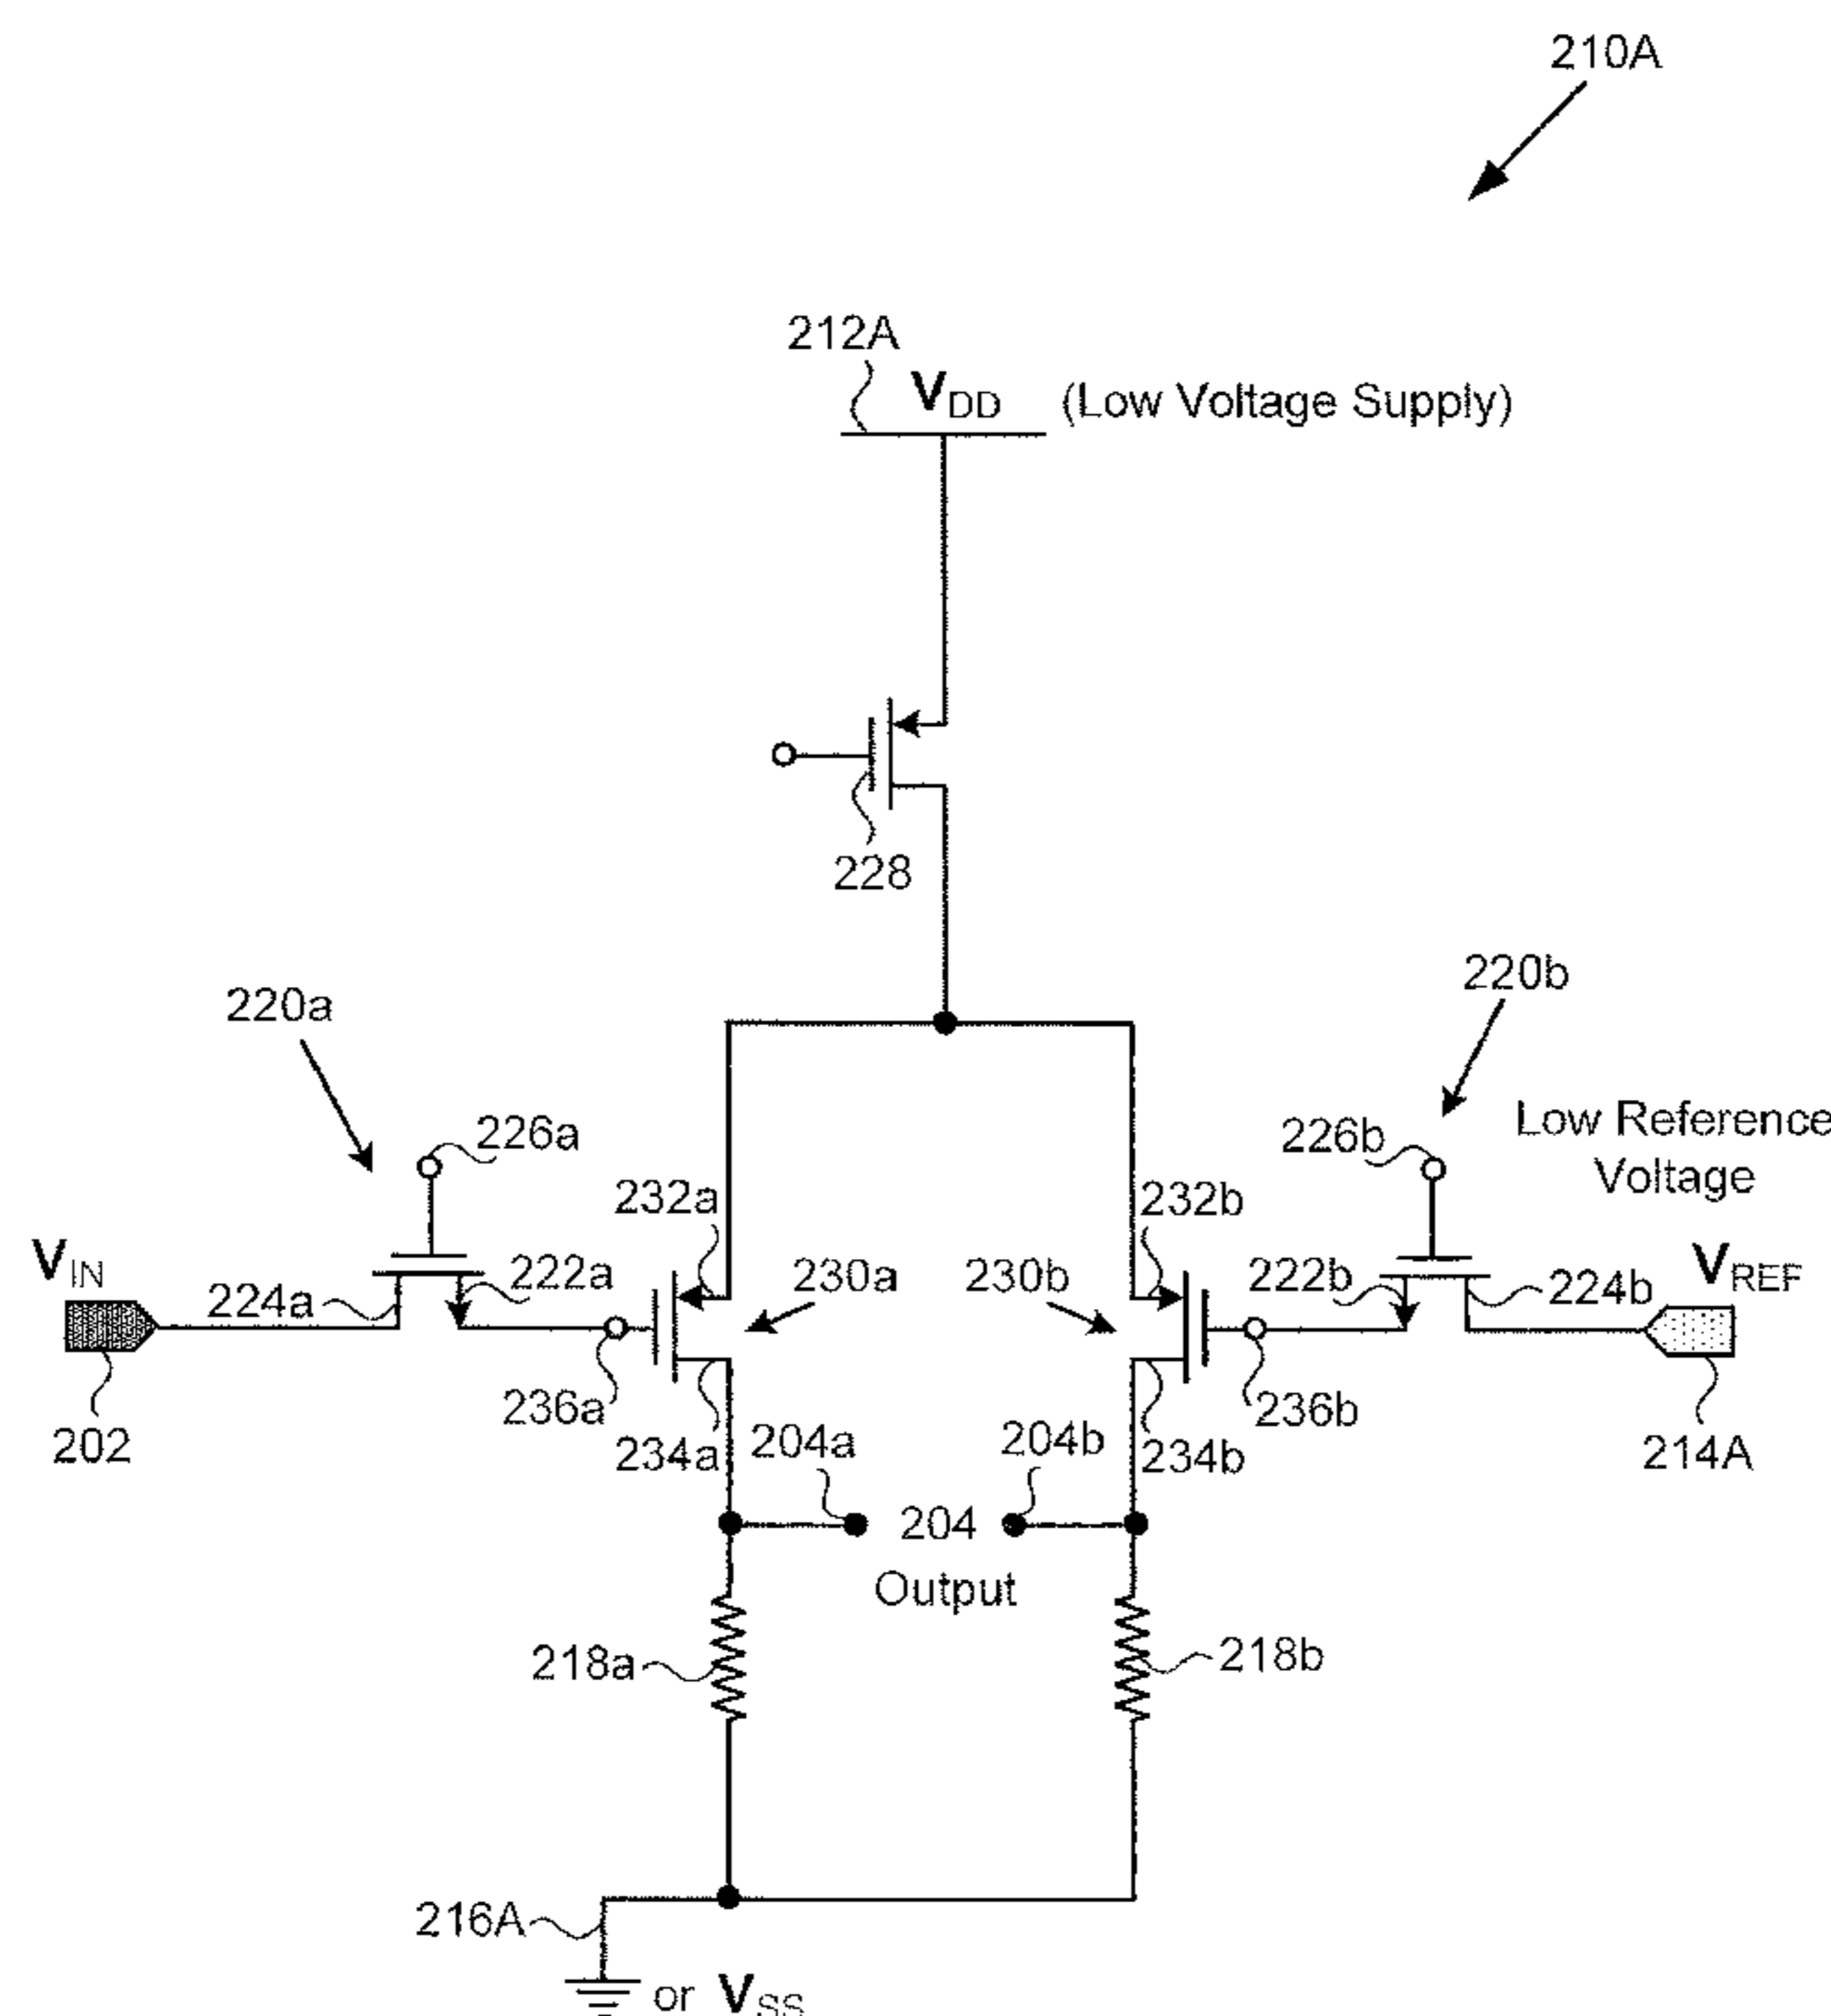 210A
212A
VDD (Low Voltage Supply)
228
220a
220b
226a
226b
Low Reference
Voltage
232a
232b
VIN
224a
222a
230a
230b
222b
224b
VREF
202
236a
234a
204a
204b
234b
236b
214A
204
Output
218a
218b
216A
or VSS